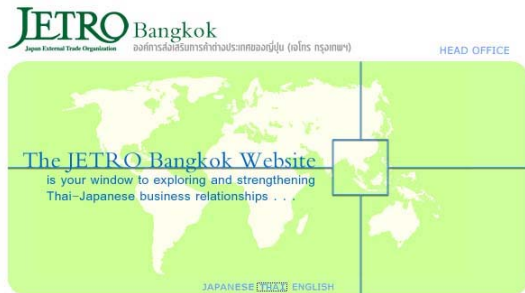 JETRO Bangkok
Japan External Trade Organization
องค์การส่งเสริมการค้าต่างประเทศของญี่ปุ่น (เจโทร กรุงเทพฯ)
HEAD OFFICE
The JETRO Bangkok Website
is your window to exploring and strengthening
Thai-Japanese business relationships . . .
JAPANESE THAI ENGLISH